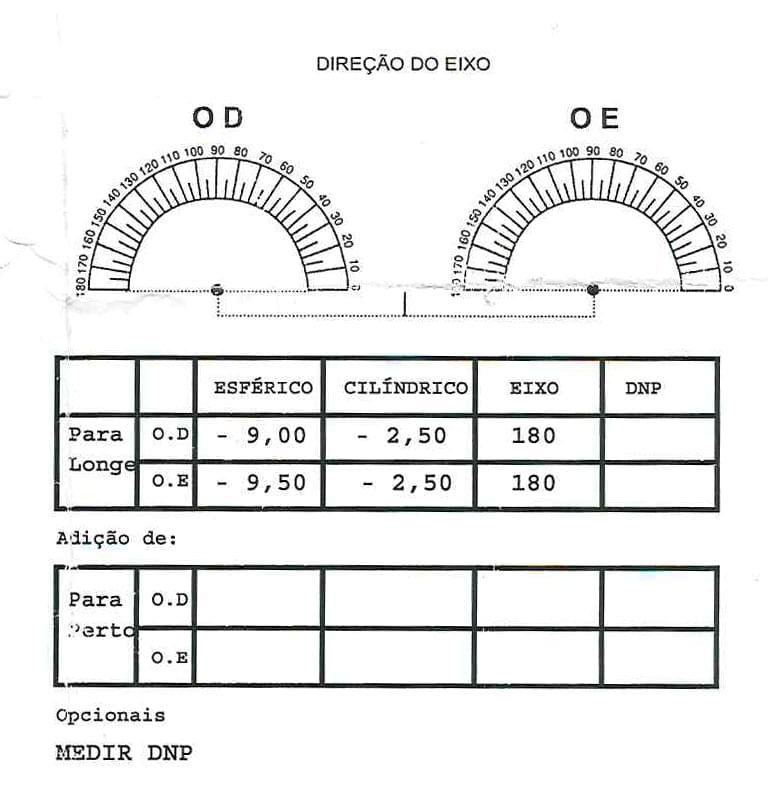 DIREÇÃO DO EIXO
O D O E
180 170 160 150 140 130 120 110 100 90 80 70 60 50 40 30 20 10 0
180 170 160 150 140 130 120 110 100 90 80 70 60 50 40 30 20 10 0
ESFÉRICO CILÍNDRICO EIXO DNP
Para Longe O.D - 9,00 - 2,50 180
O.E - 9,50 - 2,50 180
Adição de:
Para Perto O.D
O.E
Opcionais
MEDIR DNP